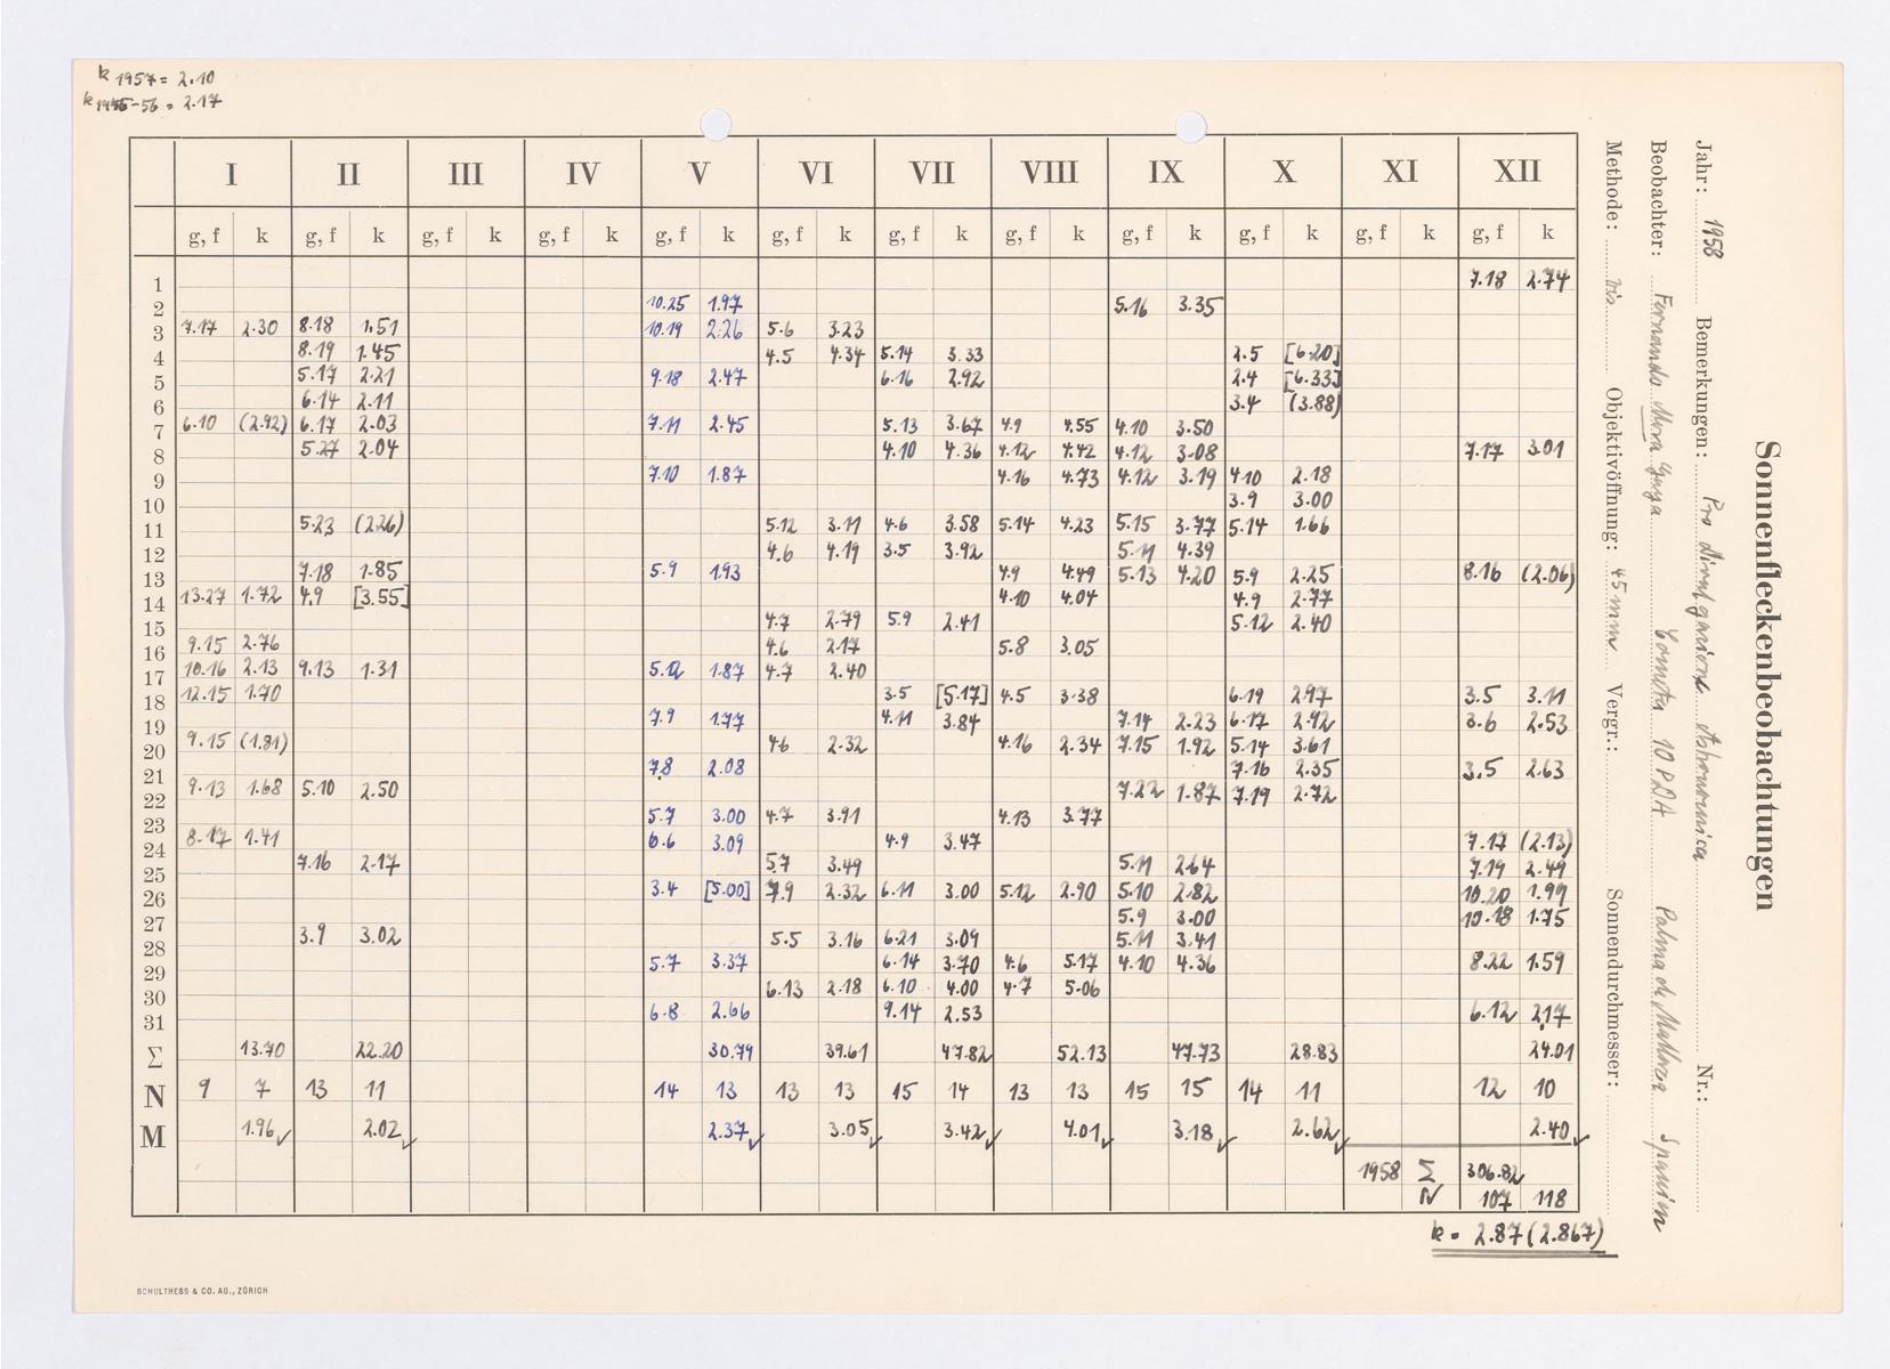 k 1957 = 2.10
k 1955-56 = 2.17
Sonnenfleckenbeobachtungen
Jahr: 1958 Bemerkungen: Nr.:
Beobachter: Fernando Palma de Mallorca Spanien
Methode: vis Objektivöffnung: 45 mm Vergr.: Sonnendurchmesser:
I II III IV V VI VII VIII IX X XI XII
g, f k g, f k g, f k g, f k g, f k g, f k g, f k g, f k g, f k g, f k g, f k g, f k
1 7.18 2.74
2 10.25 1.97 5.16 3.35
3 7.17 2.30 8.18 1.51 10.19 2.26 5.6 3.23
4 8.19 1.45 4.5 4.34 5.14 3.33 2.5 [6.20]
5 5.17 2.21 9.18 2.47 6.16 2.92 2.4 [6.33]
6 6.14 2.11 3.4 (3.88)
7 6.10 (2.92) 6.17 2.03 7.11 2.45 5.13 3.67 4.9 4.55 4.10 3.50
8 5.27 2.04 4.10 4.36 4.12 4.42 4.12 3.08 7.17 3.01
9 7.10 1.87 4.16 4.73 4.12 3.19 4.10 2.18
10 3.9 3.00
11 5.23 (2.26) 5.12 3.11 4.6 3.58 5.14 4.23 5.15 3.77 5.14 1.66
12 4.6 4.19 3.5 3.92 5.11 4.39
13 7.18 1.85 5.9 1.93 4.9 4.49 5.13 4.20 5.9 2.25 8.16 (2.06)
14 13.27 1.72 4.9 [3.55] 4.10 4.04 4.9 2.77
15 4.7 2.79 5.9 2.41 5.12 2.40
16 9.15 2.76 4.6 2.17 5.8 3.05
17 10.16 2.13 9.13 1.31 5.12 1.87 4.7 2.40
18 12.15 1.70 3.5 [5.17] 4.5 3.38 6.19 2.97 3.5 3.11
19 7.9 1.77 4.11 3.84 7.14 2.23 6.17 2.92 3.6 2.53
20 9.15 (1.81) 4.6 2.32 4.16 2.34 7.15 1.92 5.14 3.61
21 7.8 2.08 7.16 2.35 3.5 2.63
22 9.13 1.68 5.10 2.50 7.22 1.87 7.19 2.72
23 5.7 3.00 4.7 3.91 4.13 3.77
24 8.17 1.41 6.6 3.09 4.9 3.47 7.17 (2.13)
25 7.16 2.17 5.7 3.49 5.11 2.64 7.19 2.49
26 3.4 [5.00] 7.9 2.32 6.11 3.00 5.12 2.90 5.10 2.82 10.20 1.99
27 5.9 3.00 10.18 1.75
28 3.9 3.02 5.5 3.16 6.21 3.09 5.11 3.41
29 5.7 3.37 6.14 3.70 4.6 5.17 4.10 4.36 8.22 1.59
30 6.13 2.18 6.10 4.00 4.7 5.06
31 6.8 2.66 9.14 2.53 6.12 2.17
Σ 13.70 22.20 30.79 39.61 47.82 52.13 47.73 28.83 24.01
N 9 7 13 11 14 13 13 13 15 14 13 13 15 15 14 11 12 10
M 1.96 ✓ 2.02 ✓ 2.37 ✓ 3.05 ✓ 3.42 ✓ 4.01 ✓ 3.18 ✓ 2.62 ✓ 2.40 ✓
1958 Σ 306.82
N 107 118
k = 2.87 (2.867)
SCHULTHESS & CO. AG., ZÜRICH